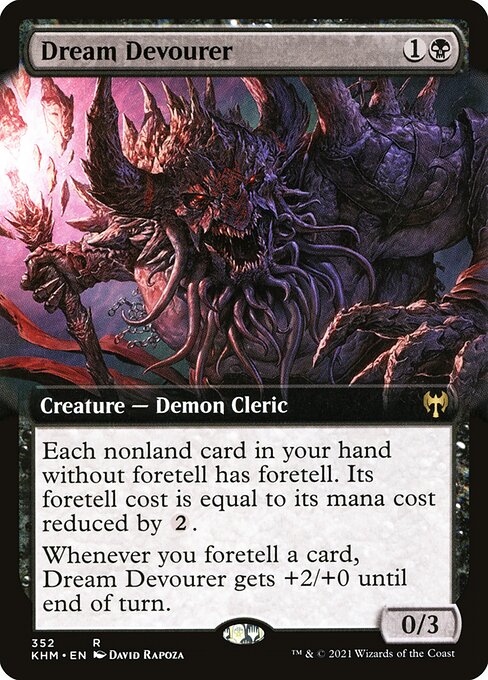 Dream Devourer 1
Creature — Demon Cleric
Each nonland card in your hand
without foretell has foretell. Its
foretell cost is equal to its mana cost
reduced by 2.
Whenever you foretell a card,
Dream Devourer gets +2/+0 until
end of turn.
0/3
352 R
KHM • EN DAVID RAPOZA
™ & © 2021 Wizards of the Coast